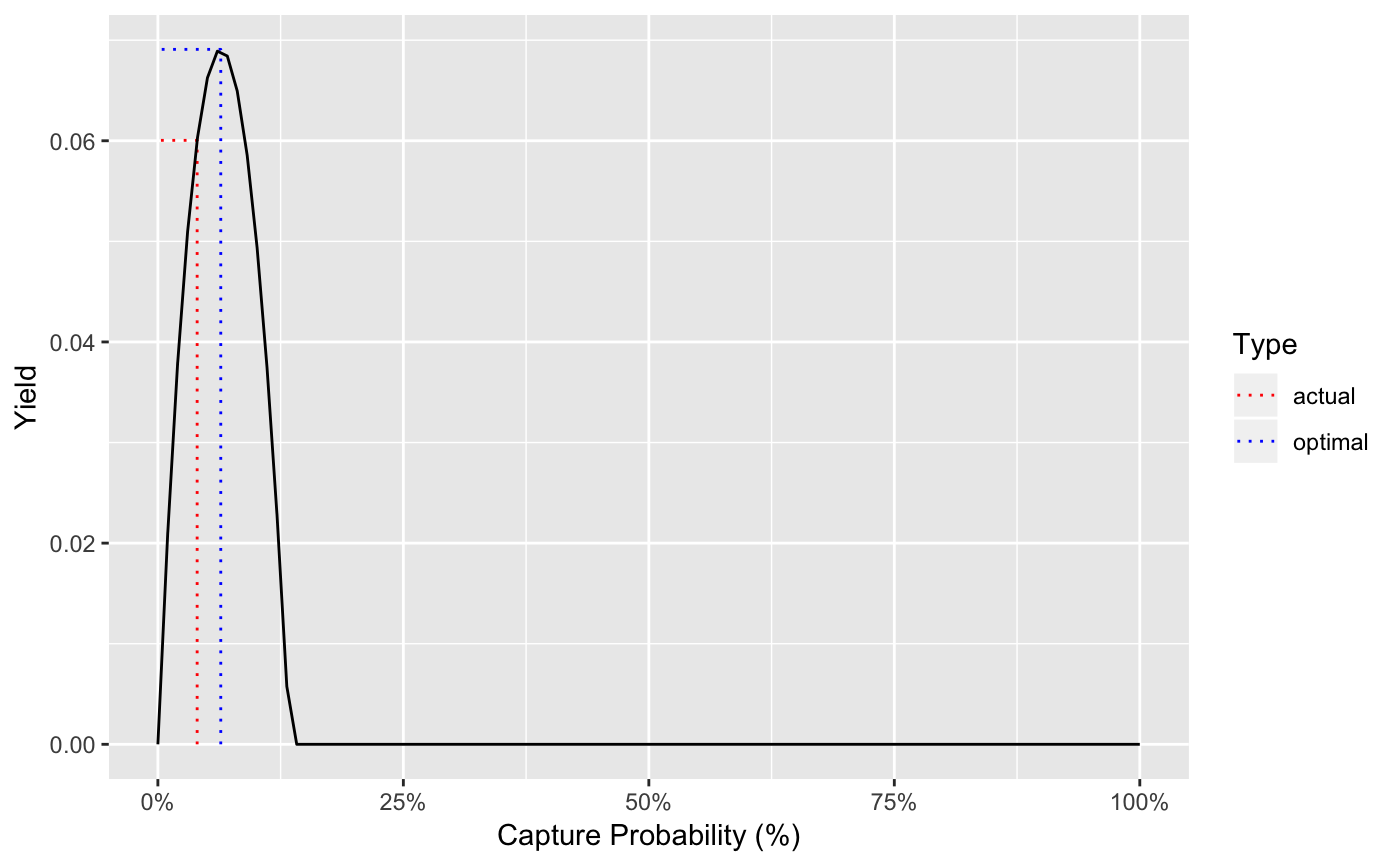 0.06
0.04
0.02
0.00
Yield
0%
25%
50%
75%
100%
Capture Probability (%)
Type
actual
optimal